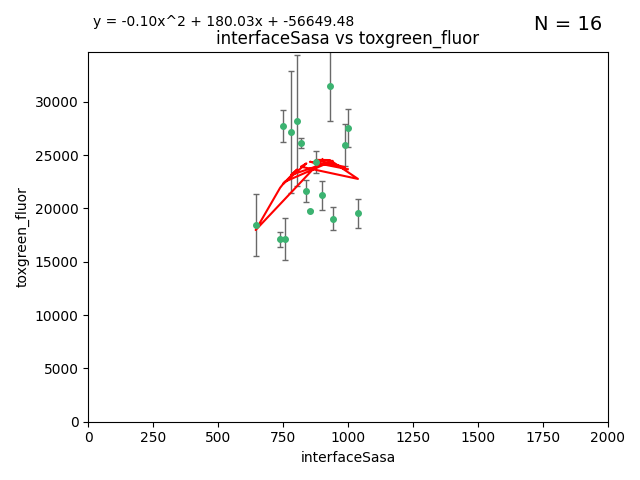 y = -0.10x^2 + 180.03x + -56649.48
N = 16
interfaceSasa vs toxgreen_fluor
30000
25000
20000
15000
10000
5000
0
toxgreen_fluor
0 250 500 750 1000 1250 1500 1750 2000
interfaceSasa